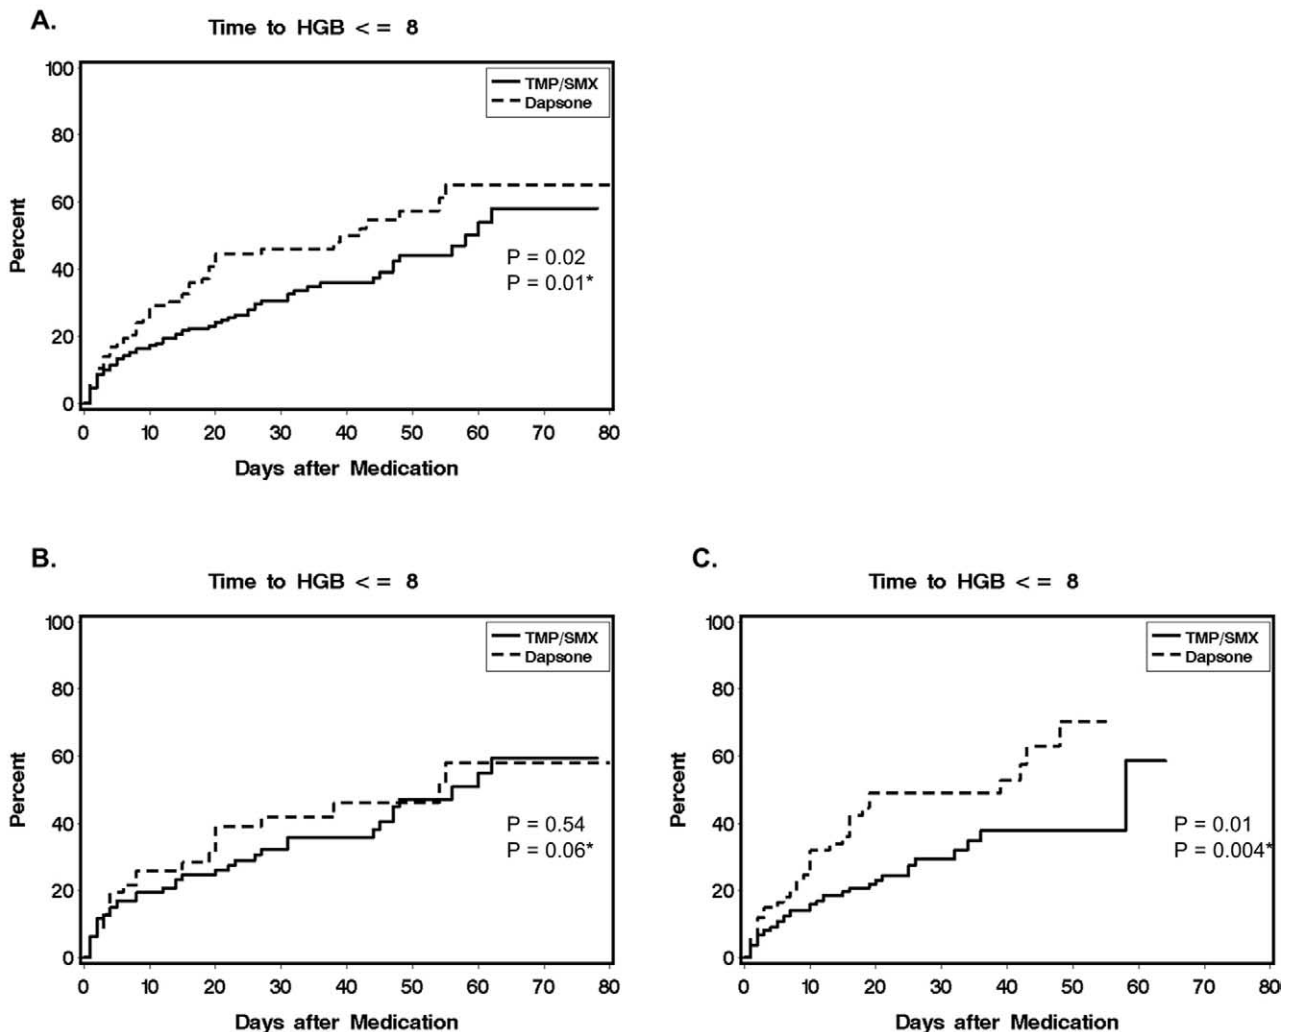 A.
Time to HGB < = 8
100
80
60
40
20
0
Percent
TMP/SMX
Dapsone
P = 0.02
P = 0.01*
0 10 20 30 40 50 60 70 80
Days after Medication
B.
Time to HGB < = 8
100
80
60
40
20
0
Percent
TMP/SMX
Dapsone
P = 0.54
P = 0.06*
0 10 20 30 40 50 60 70 80
Days after Medication
C.
Time to HGB < = 8
100
80
60
40
20
0
Percent
TMP/SMX
Dapsone
P = 0.01
P = 0.004*
0 10 20 30 40 50 60 70 80
Days after Medication